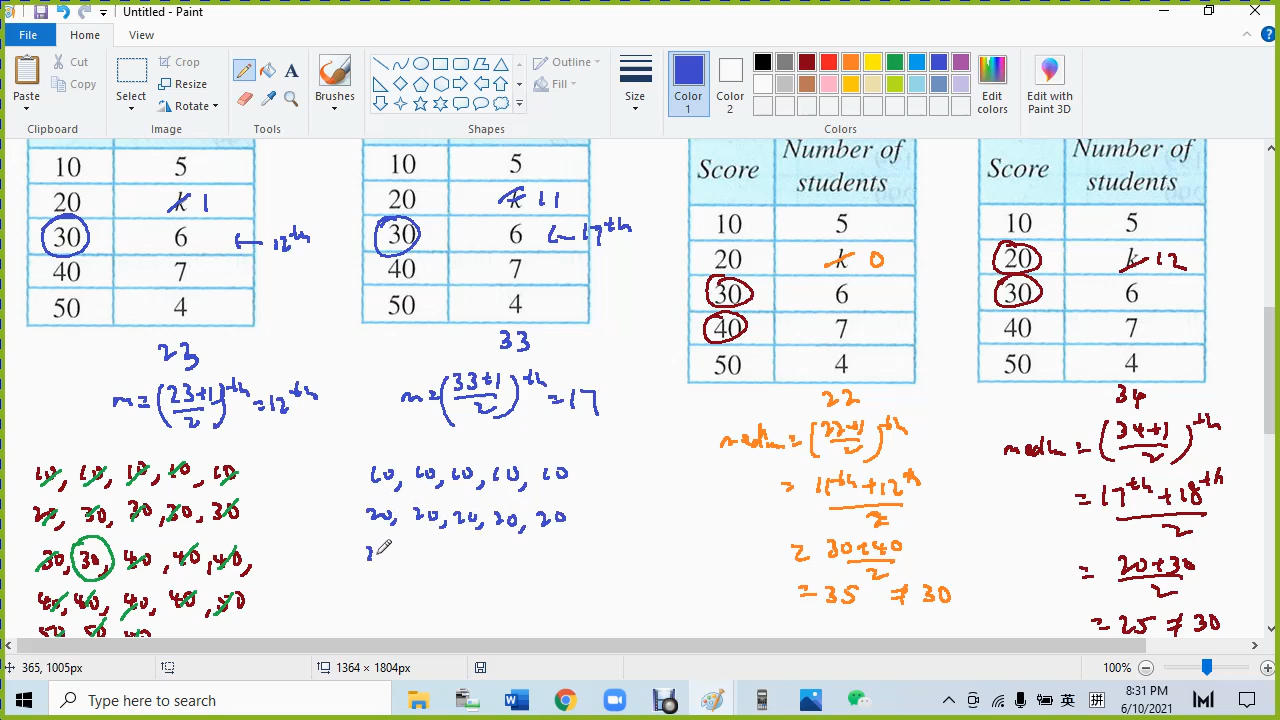 Untitled - Paint
File Home View
Paste Cut Copy Clipboard
Select Crop Resize Rotate Image
Tools
Brushes
Outline Fill Shapes
Size
Color 1 Color 2 Edit colors Colors
Edit with Paint 3D
10 5
20 k 1
30 6 ← 12th
40 7
50 4
23
m = (23+1/2)th = 12th
10, 10, 10, 10, 10
20, 30, 30, 30, 30
30, 30, 40, 40, 40,
40, 40, 40, 40, 50
10 5
20 k 11
30 6 ← 17th
40 7
50 4
33
m = (33+1/2)th = 17
10, 10, 10, 10, 10
20, 20, 20, 20, 20
Score Number of students
10 5
20 k 0
30 6
40 7
50 4
22
median = (22+1/2)th
= 11th + 12th/2
= 30+40/2
= 35 ≠ 30
Score Number of students
10 5
20 k 12
30 6
40 7
50 4
34
median = (34+1/2)th
= 17th + 18th/2
= 20+30/2
= 25 ≠ 30
365, 1005px 1364 × 1804px 100%
Type here to search
英 拼 8:31 PM
6/10/2021